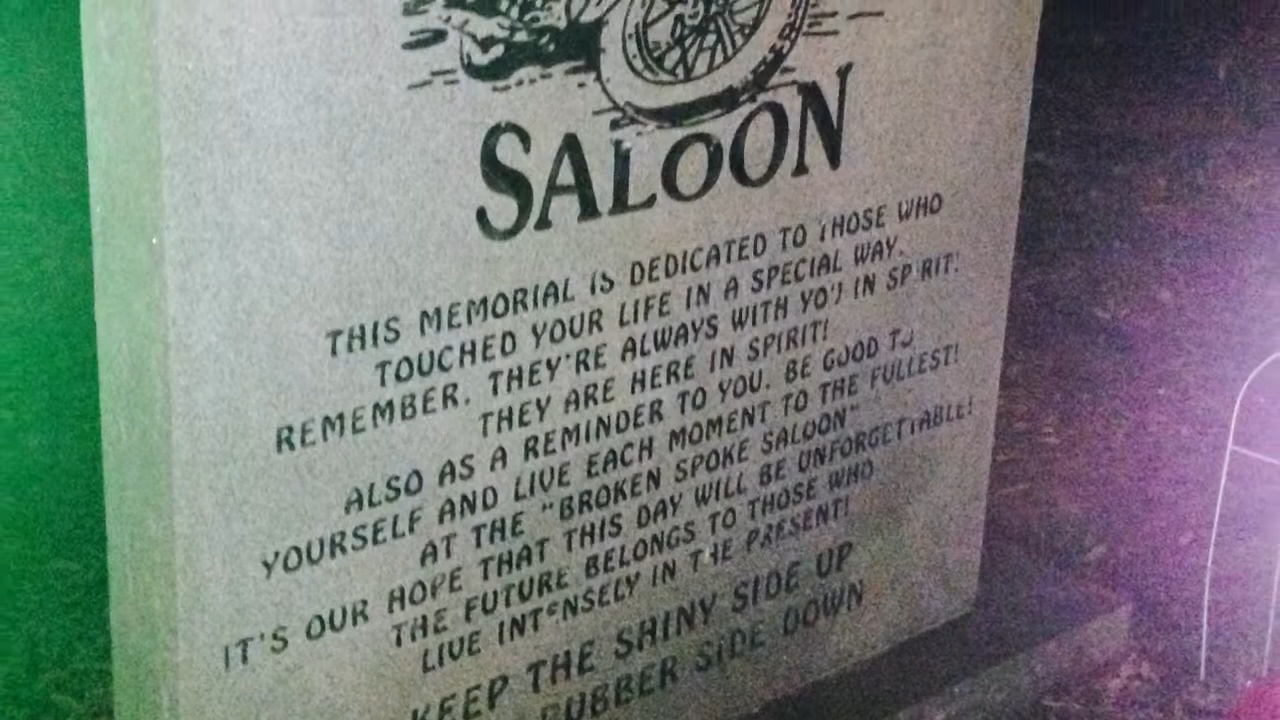 SALOON
THIS MEMORIAL IS DEDICATED TO THOSE WHO
TOUCHED YOUR LIFE IN A SPECIAL WAY.
REMEMBER. THEY'RE ALWAYS WITH YOU IN SPIRIT!
THEY ARE HERE IN SPIRIT!
ALSO AS A REMINDER TO YOU. BE GOOD TO
YOURSELF AND LIVE EACH MOMENT TO THE FULLEST!
AT THE "BROKEN SPOKE SALOON"
IT'S OUR HOPE THAT THIS DAY WILL BE UNFORGETTABLE!
THE FUTURE BELONGS TO THOSE WHO
LIVE INTENSELY IN THE PRESENT!
KEEP THE SHINY SIDE UP
RUBBER SIDE DOWN